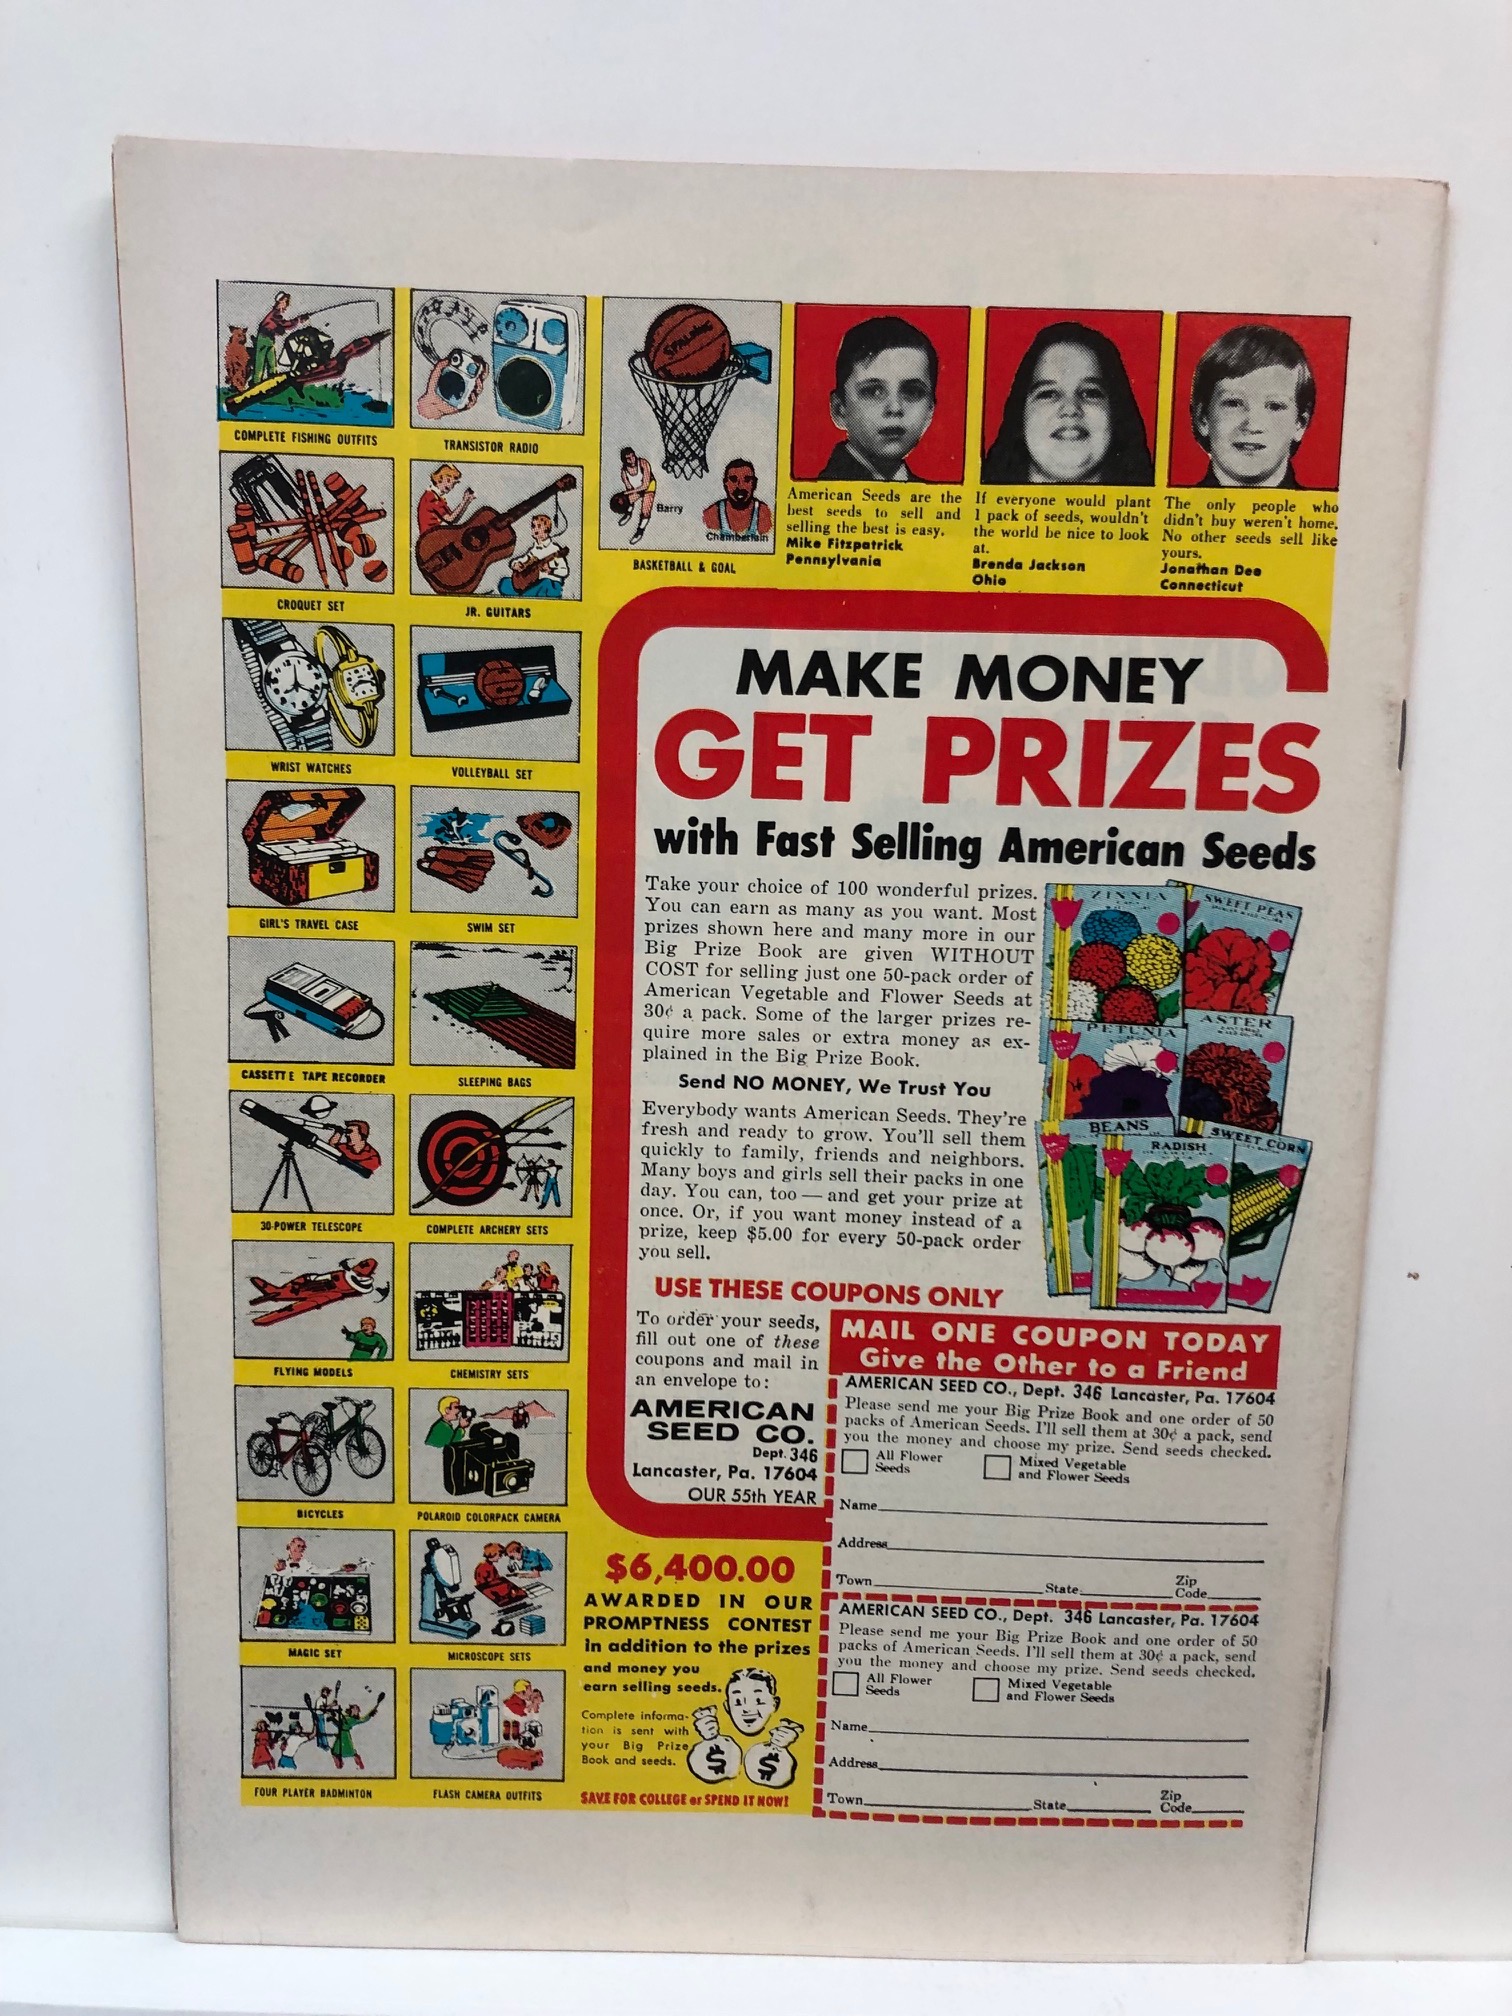 COMPLETE FISHING OUTFITS
TRANSISTOR RADIO
CROQUET SET
JR. GUITARS
WRIST WATCHES
VOLLEYBALL SET
GIRL'S TRAVEL CASE
SWIM SET
CASSETTE TAPE RECORDER
SLEEPING BAGS
30-POWER TELESCOPE
COMPLETE ARCHERY SETS
FLYING MODELS
CHEMISTRY SETS
BICYCLES
POLAROID COLORPACK CAMERA
MAGIC SET
MICROSCOPE SETS
FOUR PLAYER BADMINTON
FLASH CAMERA OUTFITS
SPALDING
Barry
Chamberlain
BASKETBALL & GOAL
American Seeds are the
best seeds to sell and
selling the best is easy.
Mike Fitzpatrick
Pennsylvania
If everyone would plant
1 pack of seeds, wouldn't
the world be nice to look
at.
Brenda Jackson
Ohio
The only people who
didn't buy weren't home.
No other seeds sell like
yours.
Jonathan Dee
Connecticut
MAKE MONEY
GET PRIZES
with Fast Selling American Seeds
Take your choice of 100 wonderful prizes.
You can earn as many as you want. Most
prizes shown here and many more in our
Big Prize Book are given WITHOUT
COST for selling just one 50-pack order of
American Vegetable and Flower Seeds at
30¢ a pack. Some of the larger prizes re-
quire more sales or extra money as ex-
plained in the Big Prize Book.
Send NO MONEY, We Trust You
Everybody wants American Seeds. They're
fresh and ready to grow. You'll sell them
quickly to family, friends and neighbors.
Many boys and girls sell their packs in one
day. You can, too — and get your prize at
once. Or, if you want money instead of a
prize, keep $5.00 for every 50-pack order
you sell.
ZINNIA
SWEET PEAS
PETUNIA
ASTER
BEANS
RADISH
SWEET CORN
USE THESE COUPONS ONLY
To order your seeds,
fill out one of these
coupons and mail in
an envelope to:
AMERICAN
SEED CO.
Dept. 346
Lancaster, Pa. 17604
OUR 55th YEAR
MAIL ONE COUPON TODAY
Give the Other to a Friend
AMERICAN SEED CO., Dept. 346 Lancaster, Pa. 17604
Please send me your Big Prize Book and one order of 50
packs of American Seeds. I'll sell them at 30¢ a pack, send
you the money and choose my prize. Send seeds checked.
All Flower
Seeds
Mixed Vegetable
and Flower Seeds
Name
Address
Town State Zip
Code
AMERICAN SEED CO., Dept. 346 Lancaster, Pa. 17604
Please send me your Big Prize Book and one order of 50
packs of American Seeds. I'll sell them at 30¢ a pack, send
you the money and choose my prize. Send seeds checked.
All Flower
Seeds
Mixed Vegetable
and Flower Seeds
Name
Address
Town State Zip
Code
$6,400.00
AWARDED IN OUR
PROMPTNESS CONTEST
in addition to the prizes
and money you
earn selling seeds.
Complete informa-
tion is sent with
your Big Prize
Book and seeds.
$ $
SAVE FOR COLLEGE or SPEND IT NOW!